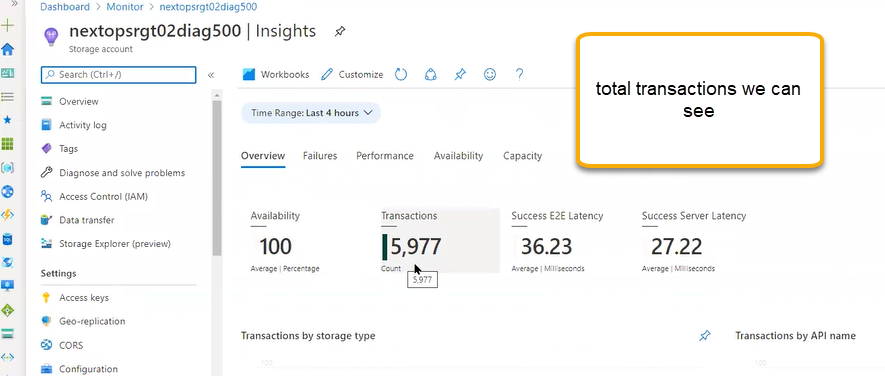 Dashboard > Monitor > nextopsrgt02diag500
nextopsrgt02diag500 | Insights
Storage account
total transactions we can
see
Search (Ctrl+/)
Workbooks
Customize
Overview
Activity log
Tags
Diagnose and solve problems
Access Control (IAM)
Data transfer
Storage Explorer (preview)
Settings
Access keys
Geo-replication
CORS
Configuration
Time Range: Last 4 hours
Overview Failures Performance Availability Capacity
Availability
100
Average | Percentage
Transactions
5,977
Count
5,977
Success E2E Latency
36.23
Average | Milliseconds
Success Server Latency
27.22
Average | Milliseconds
Transactions by storage type
100
Transactions by API name
100